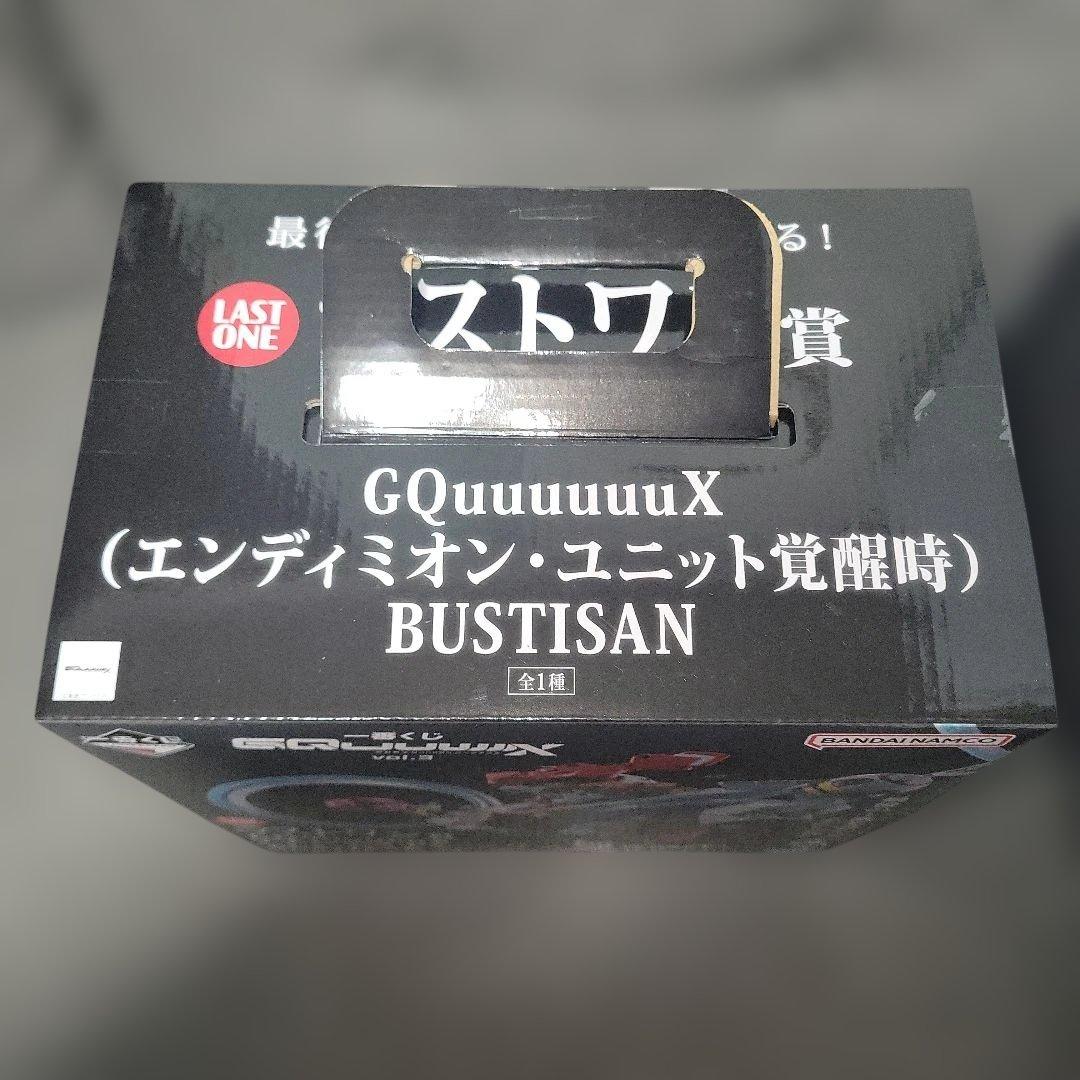 最 る!
LAST
ONE
ストワ 賞
GQuuuuuuX
(エンディミオン・ユニット覚醒時)
BUSTISAN
全1種
一番くじ
GQuuuuuuX
vol.3
BANDAI NAMCO